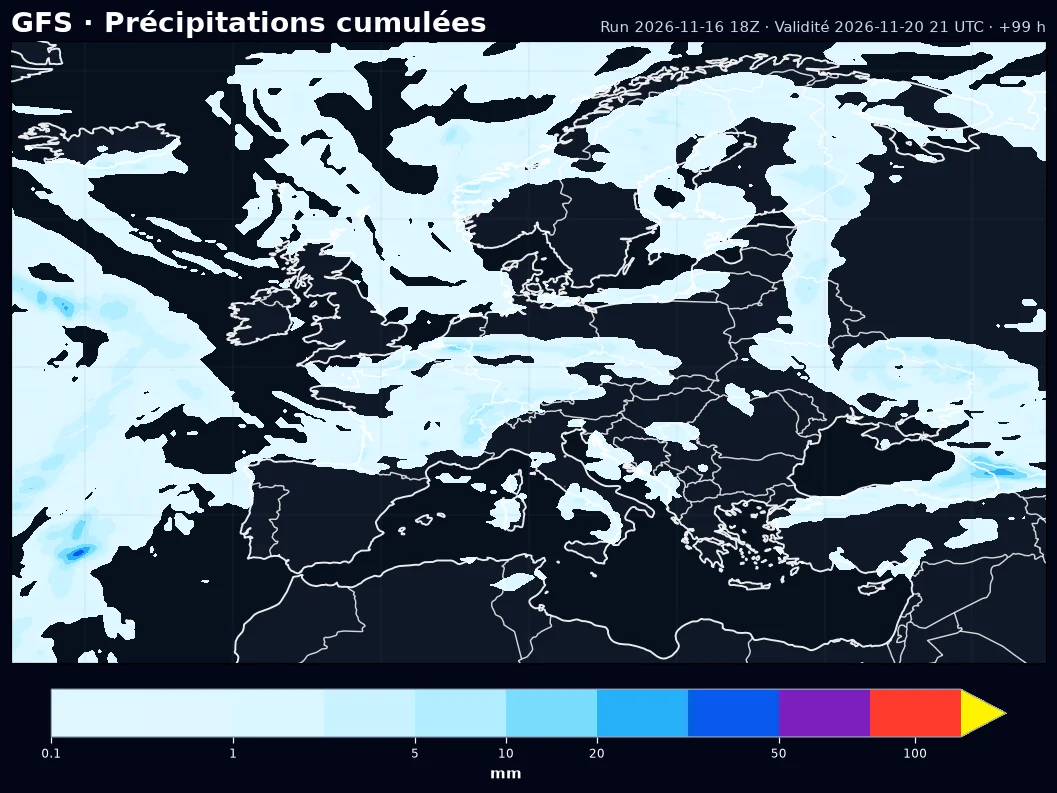 GFS · Précipitations cumulées
Run 2026-11-16 18Z · Validité 2026-11-20 21 UTC · +99 h
0.1 1 5 10 20 50 100
mm